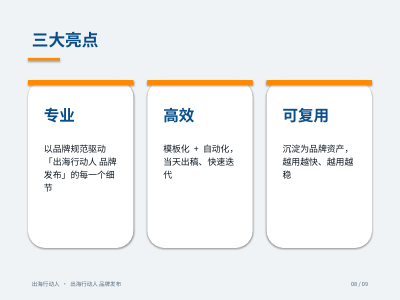 三大亮点
专业
以品牌规范驱动
「出海行动人 品牌
发布」的每一个细
节
高效
模板化 + 自动化，
当天出稿、快速迭
代
可复用
沉淀为品牌资产，
越用越快、越用越
稳
出海行动人 · 出海行动人 品牌发布
08 / 09